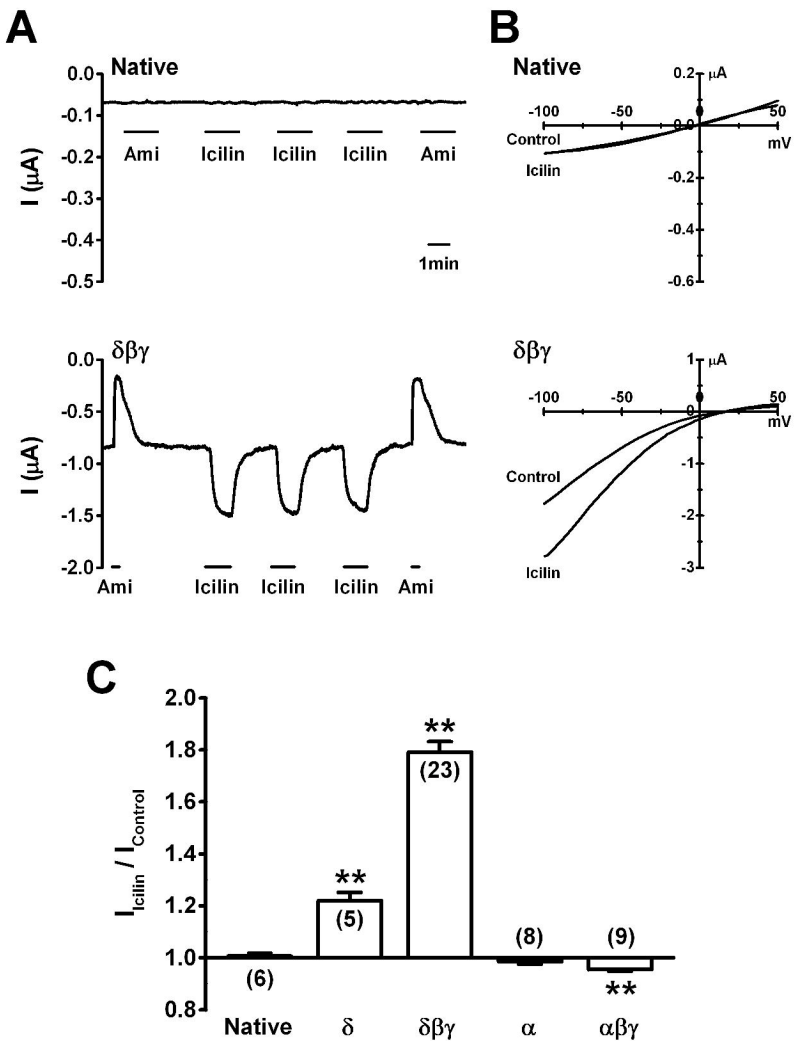 A
B
Native
0.0
-0.1
-0.2
-0.3
-0.4
-0.5
I (μA)
Ami Icilin Icilin Icilin Ami
1min
Native
0.2
μA
-100 -50 0 50
0.0
mV
Control
Icilin
-0.2
-0.4
-0.6
δβγ
0.0
-0.5
-1.0
-1.5
-2.0
I (μA)
Ami Icilin Icilin Icilin Ami
δβγ
1
μA
-100 -50 0 50
0
mV
Control
-1
-2
Icilin
-3
C
2.0
1.8
1.6
1.4
1.2
1.0
0.8
IIcilin / IControl
**
(23)
**
(5)
(8) (9)
(6)
**
Native δ δβγ α αβγ